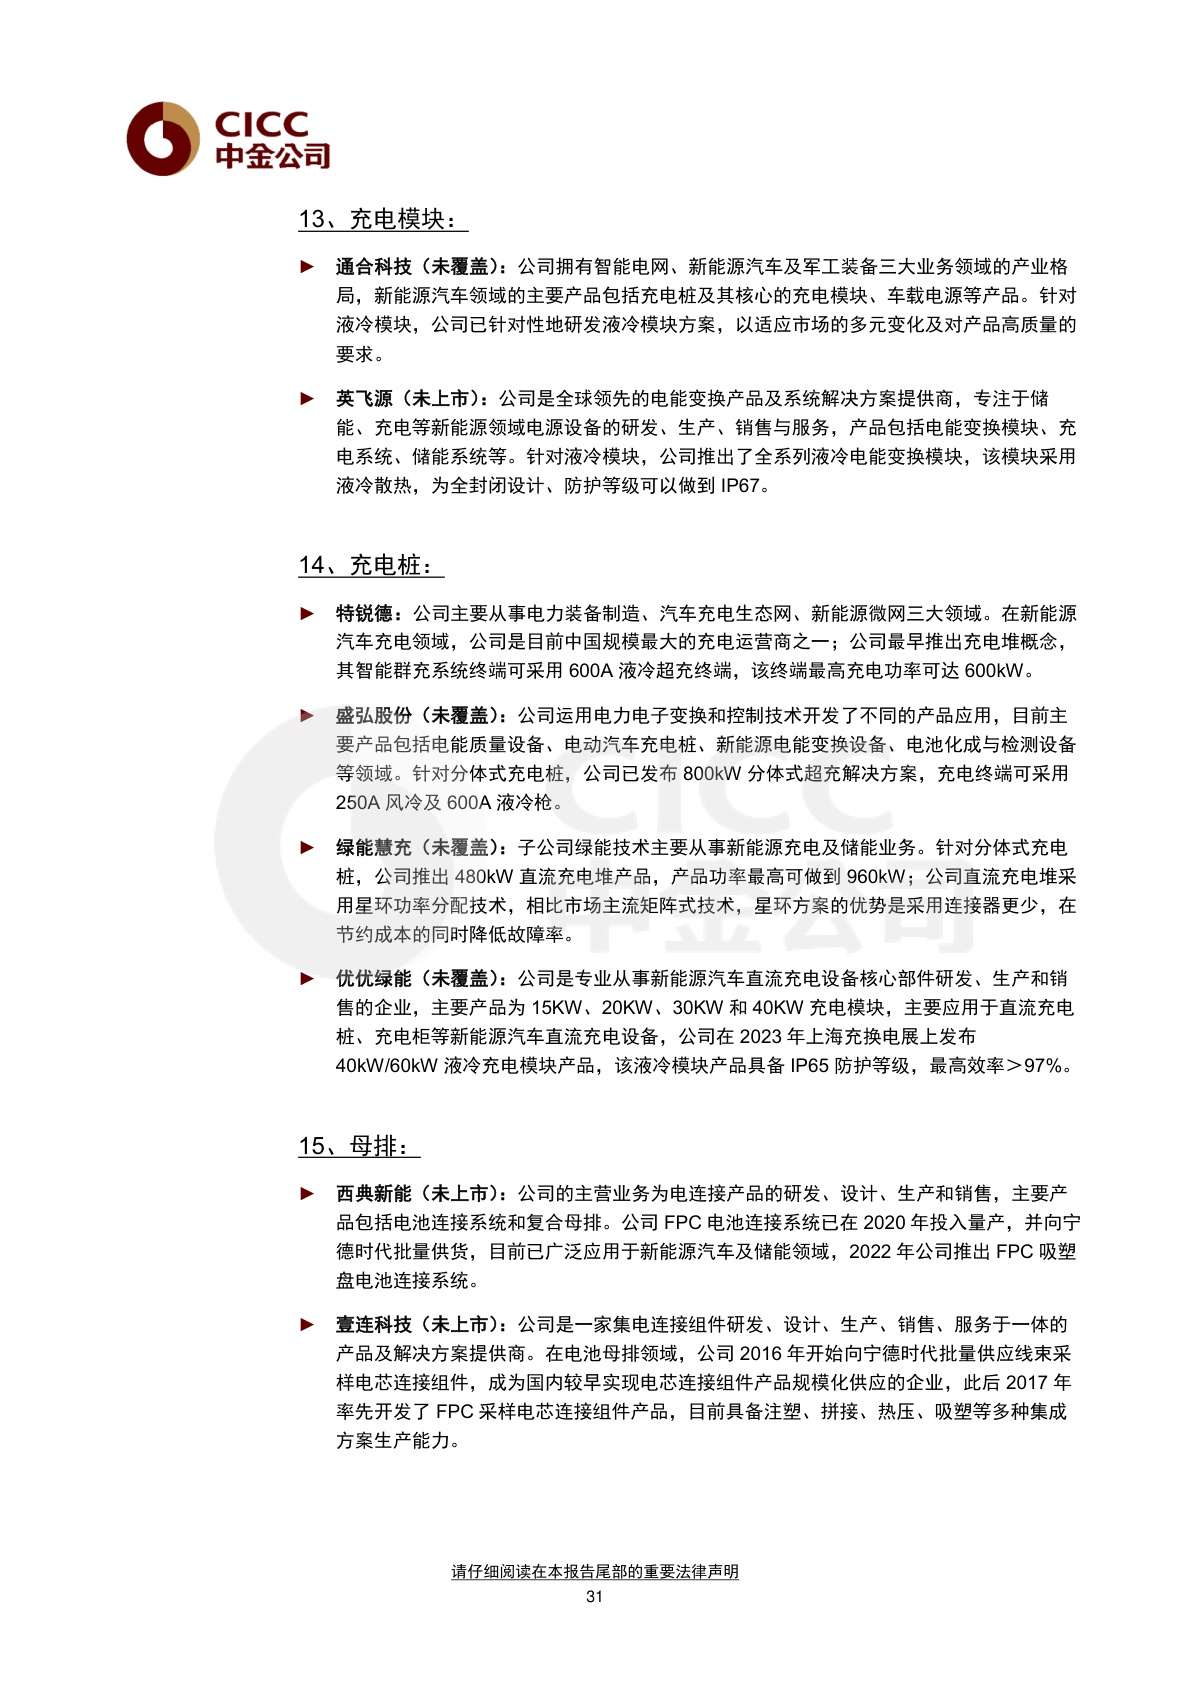 CICC
中金公司
13、充电模块：
► 通合科技（未覆盖）：公司拥有智能电网、新能源汽车及军工装备三大业务领域的产业格
局，新能源汽车领域的主要产品包括充电桩及其核心的充电模块、车载电源等产品。针对
液冷模块，公司已针对性地研发液冷模块方案，以适应市场的多元变化及对产品高质量的
要求。
► 英飞源（未上市）：公司是全球领先的电能变换产品及系统解决方案提供商，专注于储
能、充电等新能源领域电源设备的研发、生产、销售与服务，产品包括电能变换模块、充
电系统、储能系统等。针对液冷模块，公司推出了全系列液冷电能变换模块，该模块采用
液冷散热，为全封闭设计、防护等级可以做到 IP67。
14、充电桩：
► 特锐德：公司主要从事电力装备制造、汽车充电生态网、新能源微网三大领域。在新能源
汽车充电领域，公司是目前中国规模最大的充电运营商之一；公司最早推出充电堆概念，
其智能群充系统终端可采用 600A 液冷超充终端，该终端最高充电功率可达 600kW。
► 盛弘股份（未覆盖）：公司运用电力电子变换和控制技术开发了不同的产品应用，目前主
要产品包括电能质量设备、电动汽车充电桩、新能源电能变换设备、电池化成与检测设备
等领域。针对分体式充电桩，公司已发布 800kW 分体式超充解决方案，充电终端可采用
250A 风冷及 600A 液冷枪。
► 绿能慧充（未覆盖）：子公司绿能技术主要从事新能源充电及储能业务。针对分体式充电
桩，公司推出 480kW 直流充电堆产品，产品功率最高可做到 960kW；公司直流充电堆采
用星环功率分配技术，相比市场主流矩阵式技术，星环方案的优势是采用连接器更少，在
节约成本的同时降低故障率。
► 优优绿能（未覆盖）：公司是专业从事新能源汽车直流充电设备核心部件研发、生产和销
售的企业，主要产品为 15KW、20KW、30KW 和 40KW 充电模块，主要应用于直流充电
桩、充电柜等新能源汽车直流充电设备，公司在 2023 年上海充换电展上发布
40kW/60kW 液冷充电模块产品，该液冷模块产品具备 IP65 防护等级，最高效率＞97%。
15、母排：
► 西典新能（未上市）：公司的主营业务为电连接产品的研发、设计、生产和销售，主要产
品包括电池连接系统和复合母排。公司 FPC 电池连接系统已在 2020 年投入量产，并向宁
德时代批量供货，目前已广泛应用于新能源汽车及储能领域，2022 年公司推出 FPC 吸塑
盘电池连接系统。
► 壹连科技（未上市）：公司是一家集电连接组件研发、设计、生产、销售、服务于一体的
产品及解决方案提供商。在电池母排领域，公司 2016 年开始向宁德时代批量供应线束采
样电芯连接组件，成为国内较早实现电芯连接组件产品规模化供应的企业，此后 2017 年
率先开发了 FPC 采样电芯连接组件产品，目前具备注塑、拼接、热压、吸塑等多种集成
方案生产能力。
CICC
中金公司
请仔细阅读在本报告尾部的重要法律声明
31